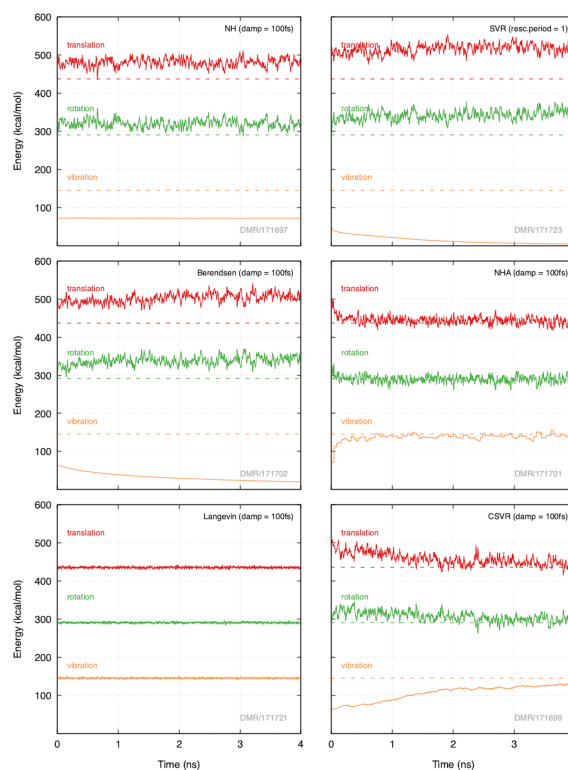 NH (damp = 100fs)
600
translation
500
400
rotation
300
200
vibration
100
DMR/171697
Energy (kcal/mol)
SVR (resc.period = 1)
translation
rotation
vibration
DMR/171723
Berendsen (damp = 100fs)
600
translation
500
400
rotation
300
200
vibration
100
DMR/171702
Energy (kcal/mol)
NHA (damp = 100fs)
translation
rotation
vibration
DMR/171701
Langevin (damp = 100fs)
600
translation
500
400
rotation
300
200
vibration
100
DMR/171721
Energy (kcal/mol)
0 1 2 3 4
Time (ns)
CSVR (damp = 100fs)
translation
rotation
vibration
DMR/171699
0 1 2 3
Time (ns)